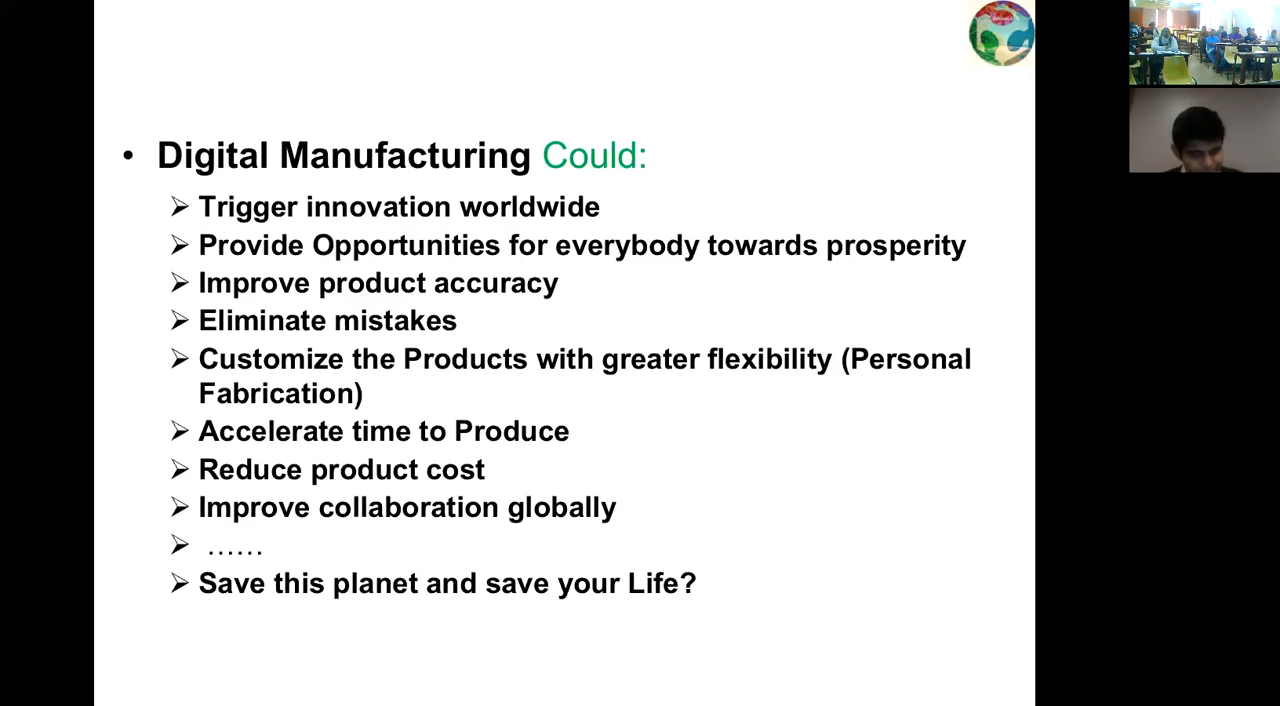 • Digital Manufacturing Could:
➢ Trigger innovation worldwide
➢ Provide Opportunities for everybody towards prosperity
➢ Improve product accuracy
➢ Eliminate mistakes
➢ Customize the Products with greater flexibility (Personal
Fabrication)
➢ Accelerate time to Produce
➢ Reduce product cost
➢ Improve collaboration globally
➢ ……
➢ Save this planet and save your Life?